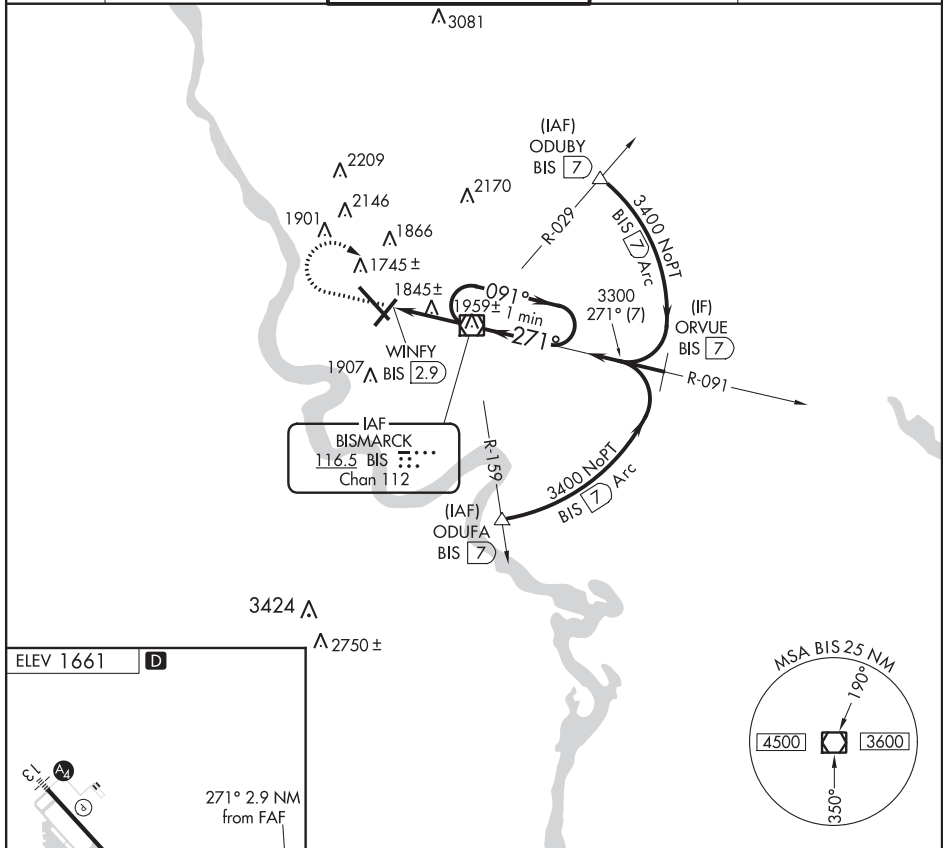 3081
(IAF)
ODUBY
BIS 7
2209
2170
2146
1901
1866
R-029
3400 NoPT
BIS 7 Arc
1745 ±
1845 ±
1959 ±
091°
1 min
271°
3300
271° (7)
(IF)
ORVUE
BIS 7
WINFY
BIS 2.9
1907
R-091
IAF
BISMARCK
116.5 BIS
Chan 112
R-159
3400 NoPT
BIS 7 Arc
(IAF)
ODUFA
BIS 7
3424
2750 ±
ELEV 1661 D
MSA BIS 25 NM
190°
4500
3600
350°
13
A4
P
271° 2.9 NM
from FAF